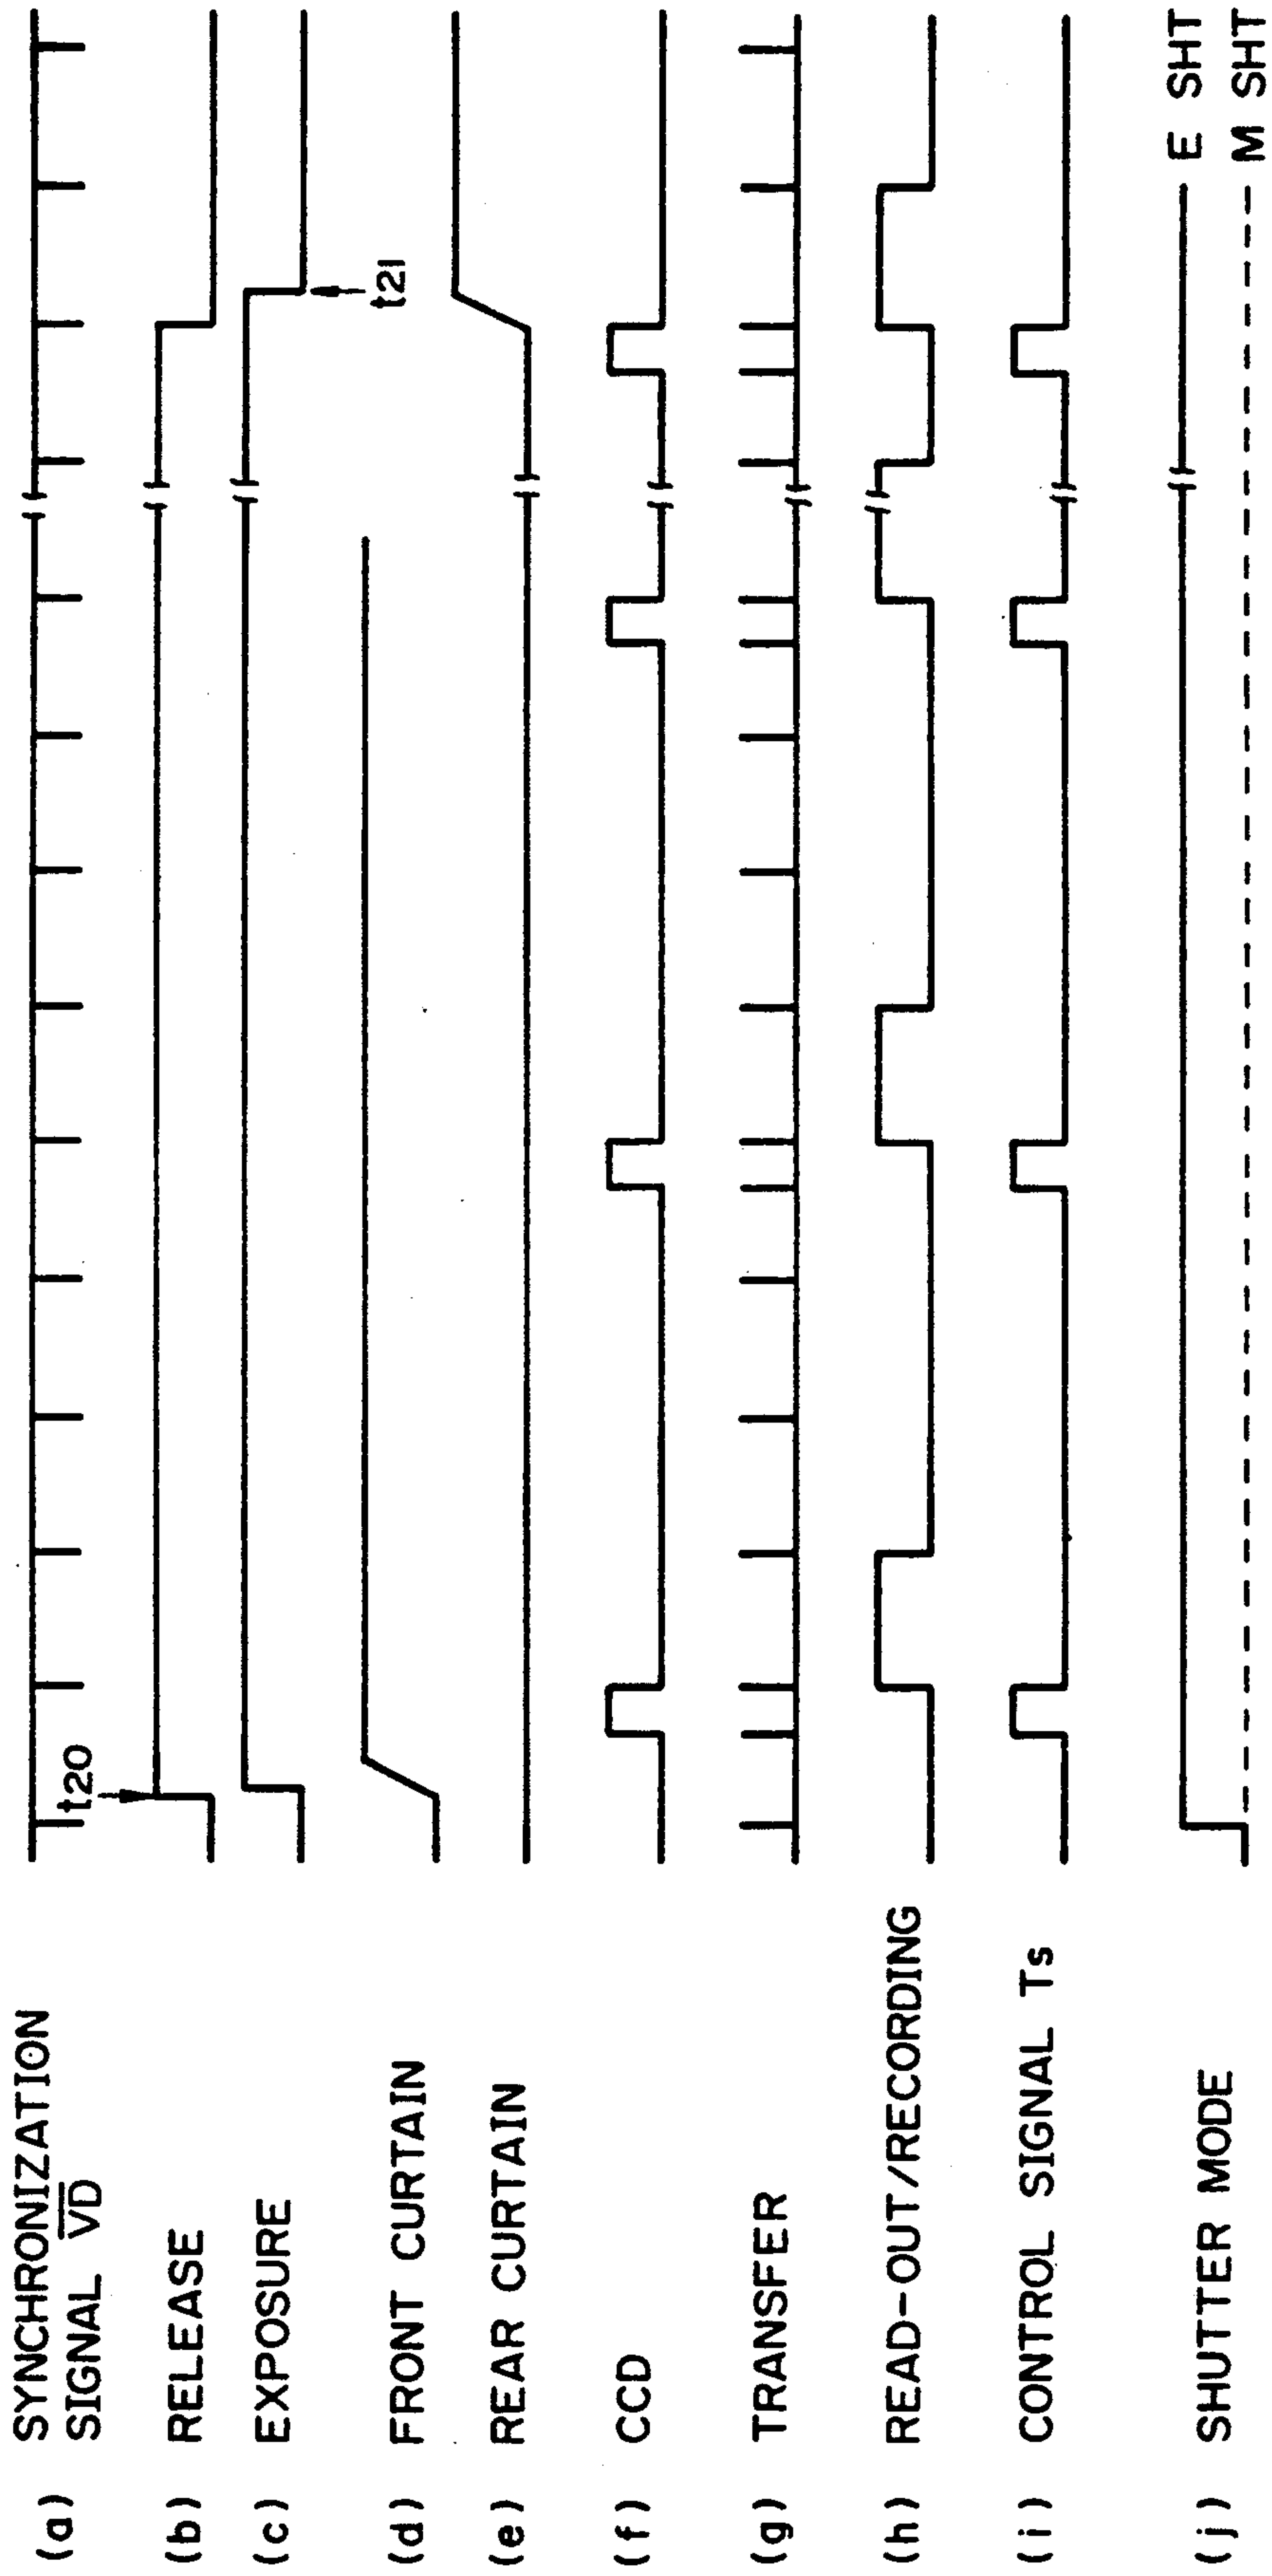 (a) SYNCHRONIZATION
SIGNAL V̅D̅
t20
(b) RELEASE
(c) EXPOSURE
t21
(d) FRONT CURTAIN
(e) REAR CURTAIN
(f) CCD
(g) TRANSFER
(h) READ-OUT/RECORDING
(i) CONTROL SIGNAL Ts
(j) SHUTTER MODE
E SHT
M SHT